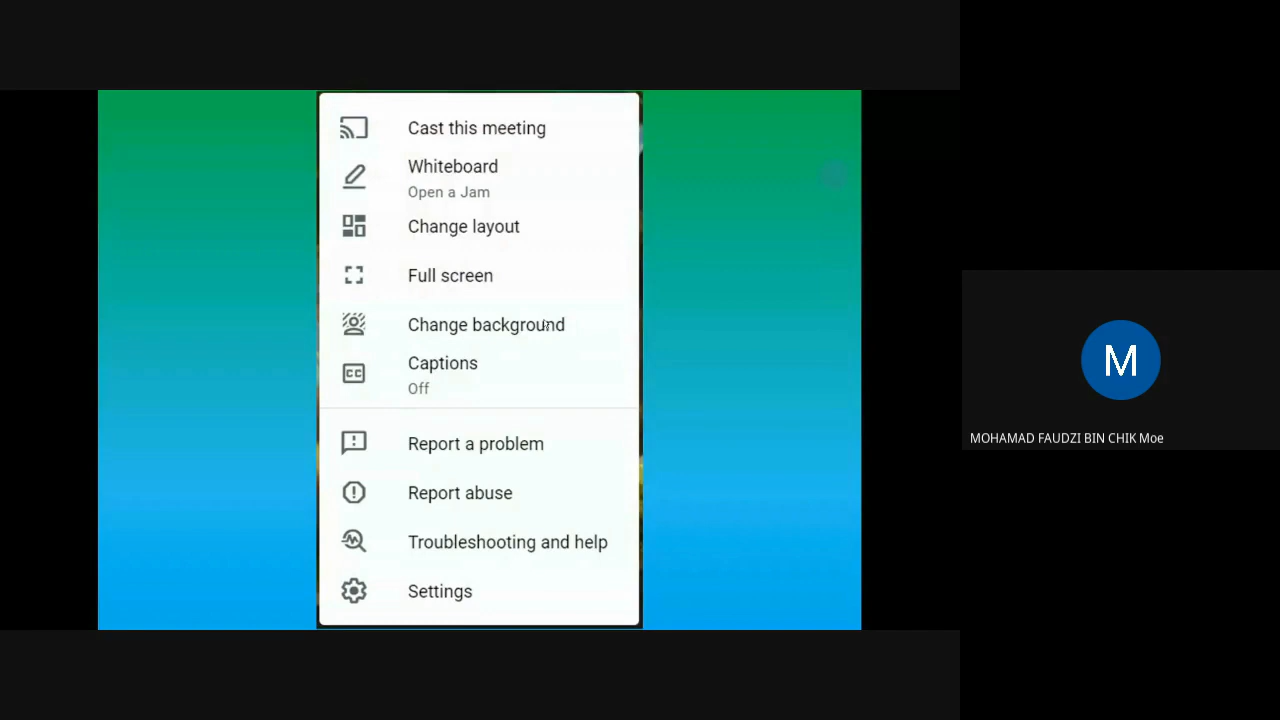 Cast this meeting
Whiteboard
Open a Jam
Change layout
Full screen
Change background
CC
Captions
Off
Report a problem
Report abuse
Troubleshooting and help
Settings
M
MOHAMAD FAUDZI BIN CHIK Moe